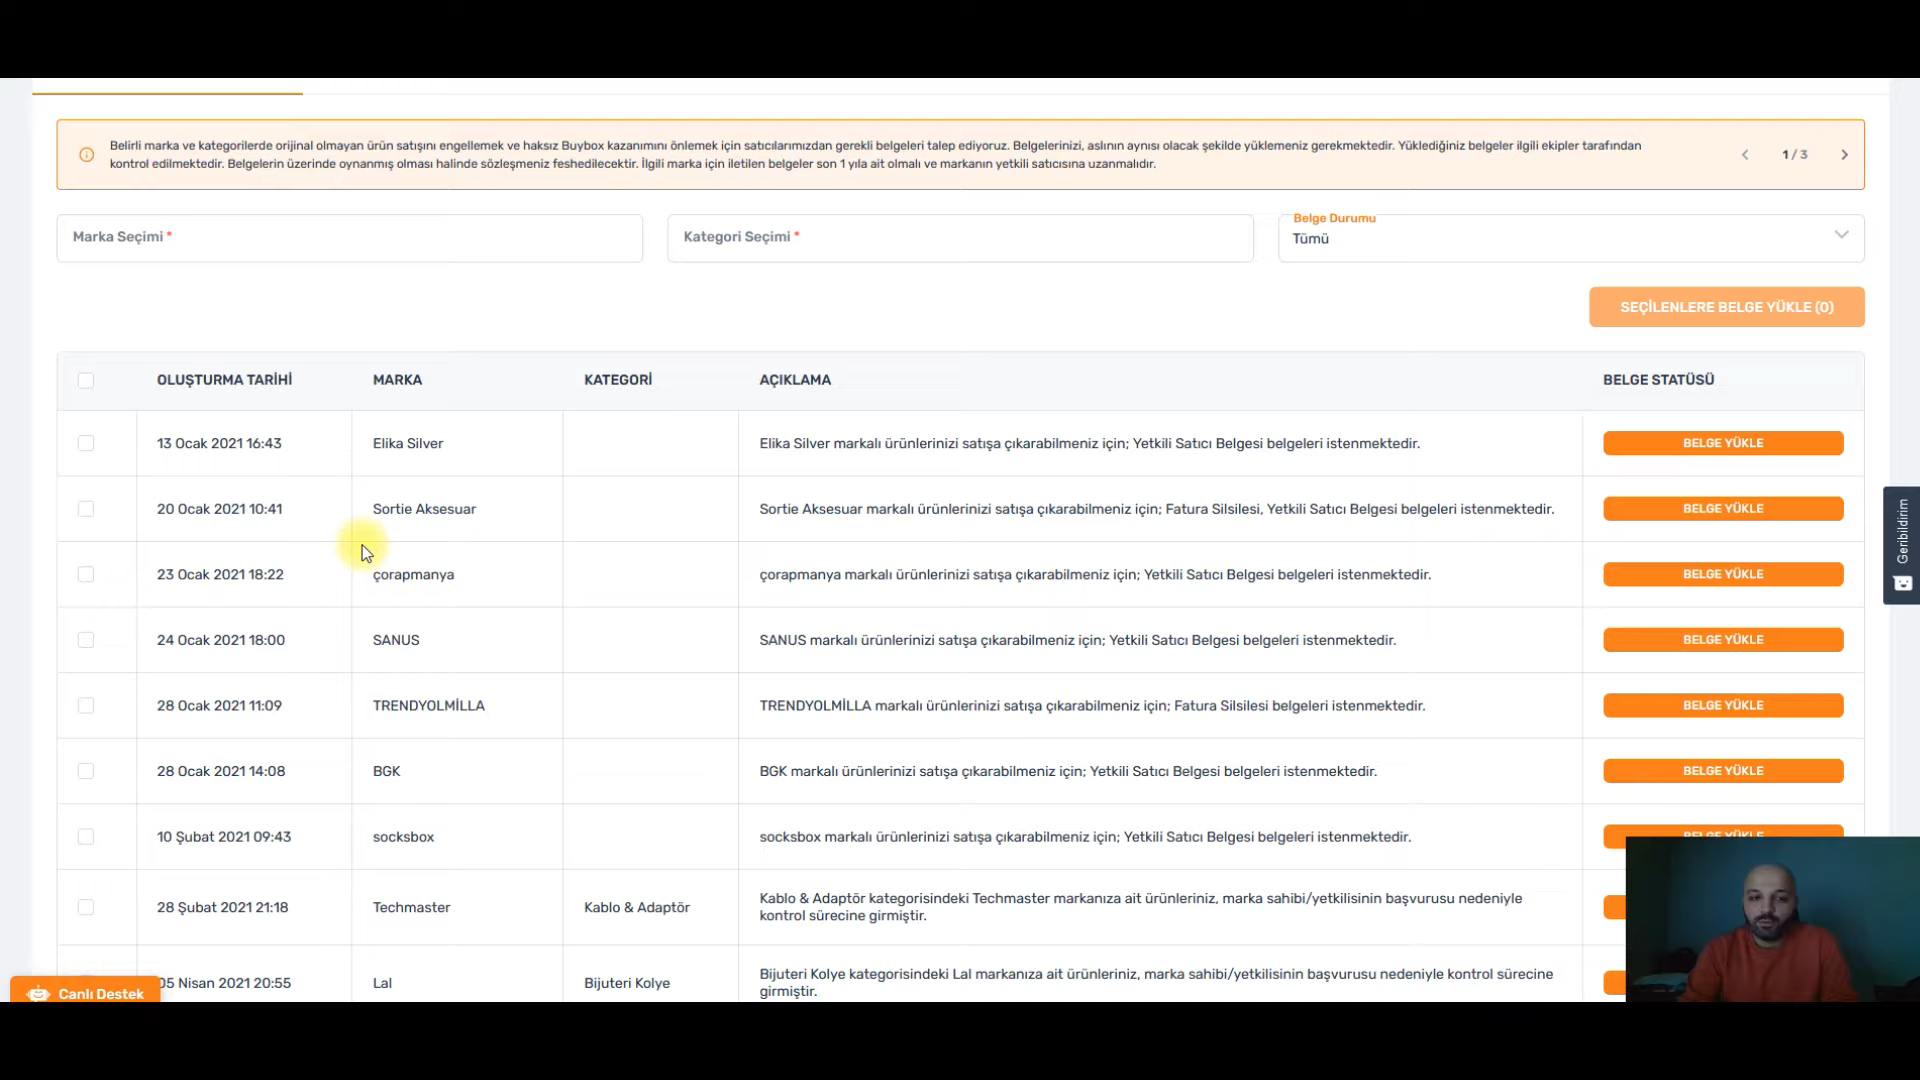 Belirli marka ve kategorilerde orijinal olmayan ürün satışını engellemek ve haksız Buybox kazanımını önlemek için satıcılarımızdan gerekli belgeleri talep ediyoruz. Belgelerinizi, aslının aynısı olacak şekilde yüklemeniz gerekmektedir. Yüklediğiniz belgeler ilgili ekipler tarafından
kontrol edilmektedir. Belgelerin üzerinde oynanmış olması halinde sözleşmeniz feshedilecektir. İlgili marka için iletilen belgeler son 1 yıla ait olmalı ve markanın yetkili satıcısına uzanmalıdır.
1 / 3
Marka Seçimi *
Kategori Seçimi *
Belge Durumu
Tümü
SEÇİLENLERE BELGE YÜKLE (0)
OLUŞTURMA TARİHİ MARKA KATEGORİ AÇIKLAMA BELGE STATÜSÜ
13 Ocak 2021 16:43 Elika Silver Elika Silver markalı ürünlerinizi satışa çıkarabilmeniz için; Yetkili Satıcı Belgesi belgeleri istenmektedir. BELGE YÜKLE
20 Ocak 2021 10:41 Sortie Aksesuar Sortie Aksesuar markalı ürünlerinizi satışa çıkarabilmeniz için; Fatura Silsilesi, Yetkili Satıcı Belgesi belgeleri istenmektedir. BELGE YÜKLE
23 Ocak 2021 18:22 çorapmanya çorapmanya markalı ürünlerinizi satışa çıkarabilmeniz için; Yetkili Satıcı Belgesi belgeleri istenmektedir. BELGE YÜKLE
24 Ocak 2021 18:00 SANUS SANUS markalı ürünlerinizi satışa çıkarabilmeniz için; Yetkili Satıcı Belgesi belgeleri istenmektedir. BELGE YÜKLE
28 Ocak 2021 11:09 TRENDYOLMİLLA TRENDYOLMİLLA markalı ürünlerinizi satışa çıkarabilmeniz için; Fatura Silsilesi belgeleri istenmektedir. BELGE YÜKLE
28 Ocak 2021 14:08 BGK BGK markalı ürünlerinizi satışa çıkarabilmeniz için; Yetkili Satıcı Belgesi belgeleri istenmektedir. BELGE YÜKLE
10 Şubat 2021 09:43 socksbox socksbox markalı ürünlerinizi satışa çıkarabilmeniz için; Yetkili Satıcı Belgesi belgeleri istenmektedir. BELGE YÜKLE
28 Şubat 2021 21:18 Techmaster Kablo & Adaptör Kablo & Adaptör kategorisindeki Techmaster markanıza ait ürünleriniz, marka sahibi/yetkilisinin başvurusu nedeniyle
kontrol sürecine girmiştir.
05 Nisan 2021 20:55 Lal Bijuteri Kolye Bijuteri Kolye kategorisindeki Lal markanıza ait ürünleriniz, marka sahibi/yetkilisinin başvurusu nedeniyle kontrol sürecine
girmiştir.
Canlı Destek
Geribildirim